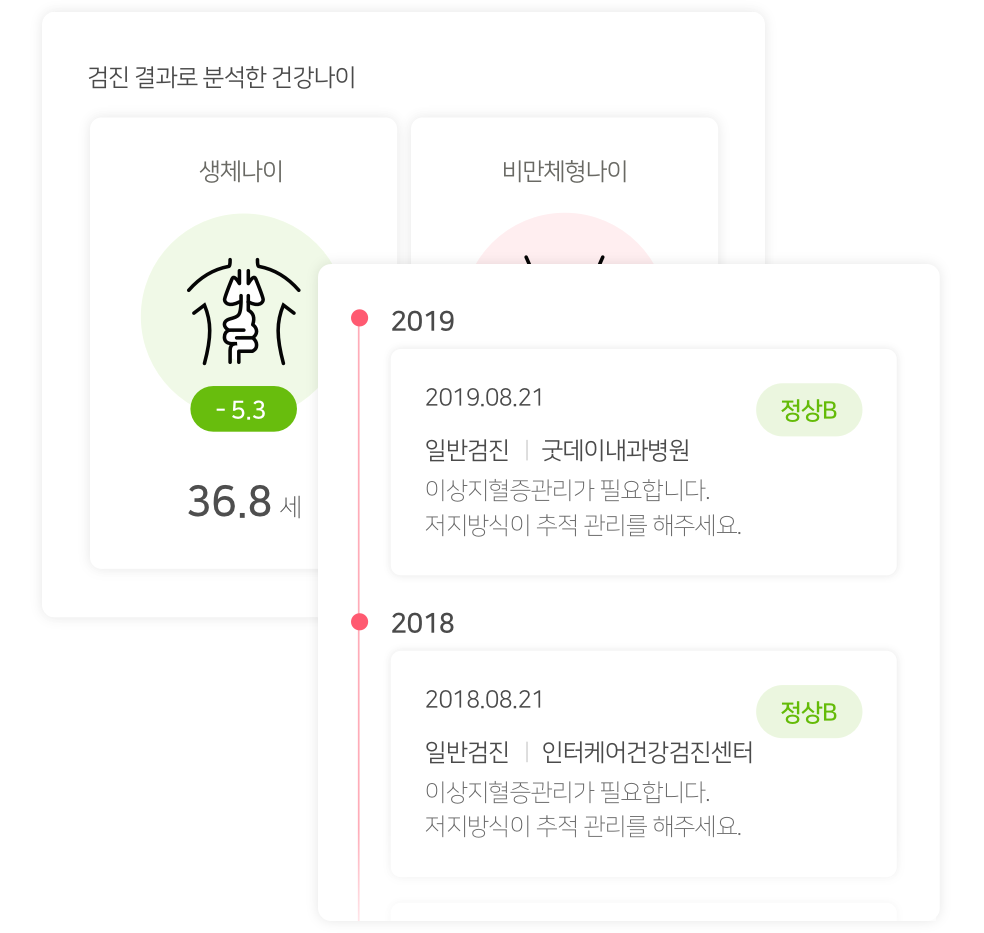 검진 결과로 분석한 건강나이
생체나이
비만체형나이
- 5.3
36.8 세
2019
2019.08.21
정상B
일반검진 | 굿데이내과병원
이상지혈증관리가 필요합니다.
저지방식이 추적 관리를 해주세요.
2018
2018.08.21
정상B
일반검진 | 인터케어건강검진센터
이상지혈증관리가 필요합니다.
저지방식이 추적 관리를 해주세요.